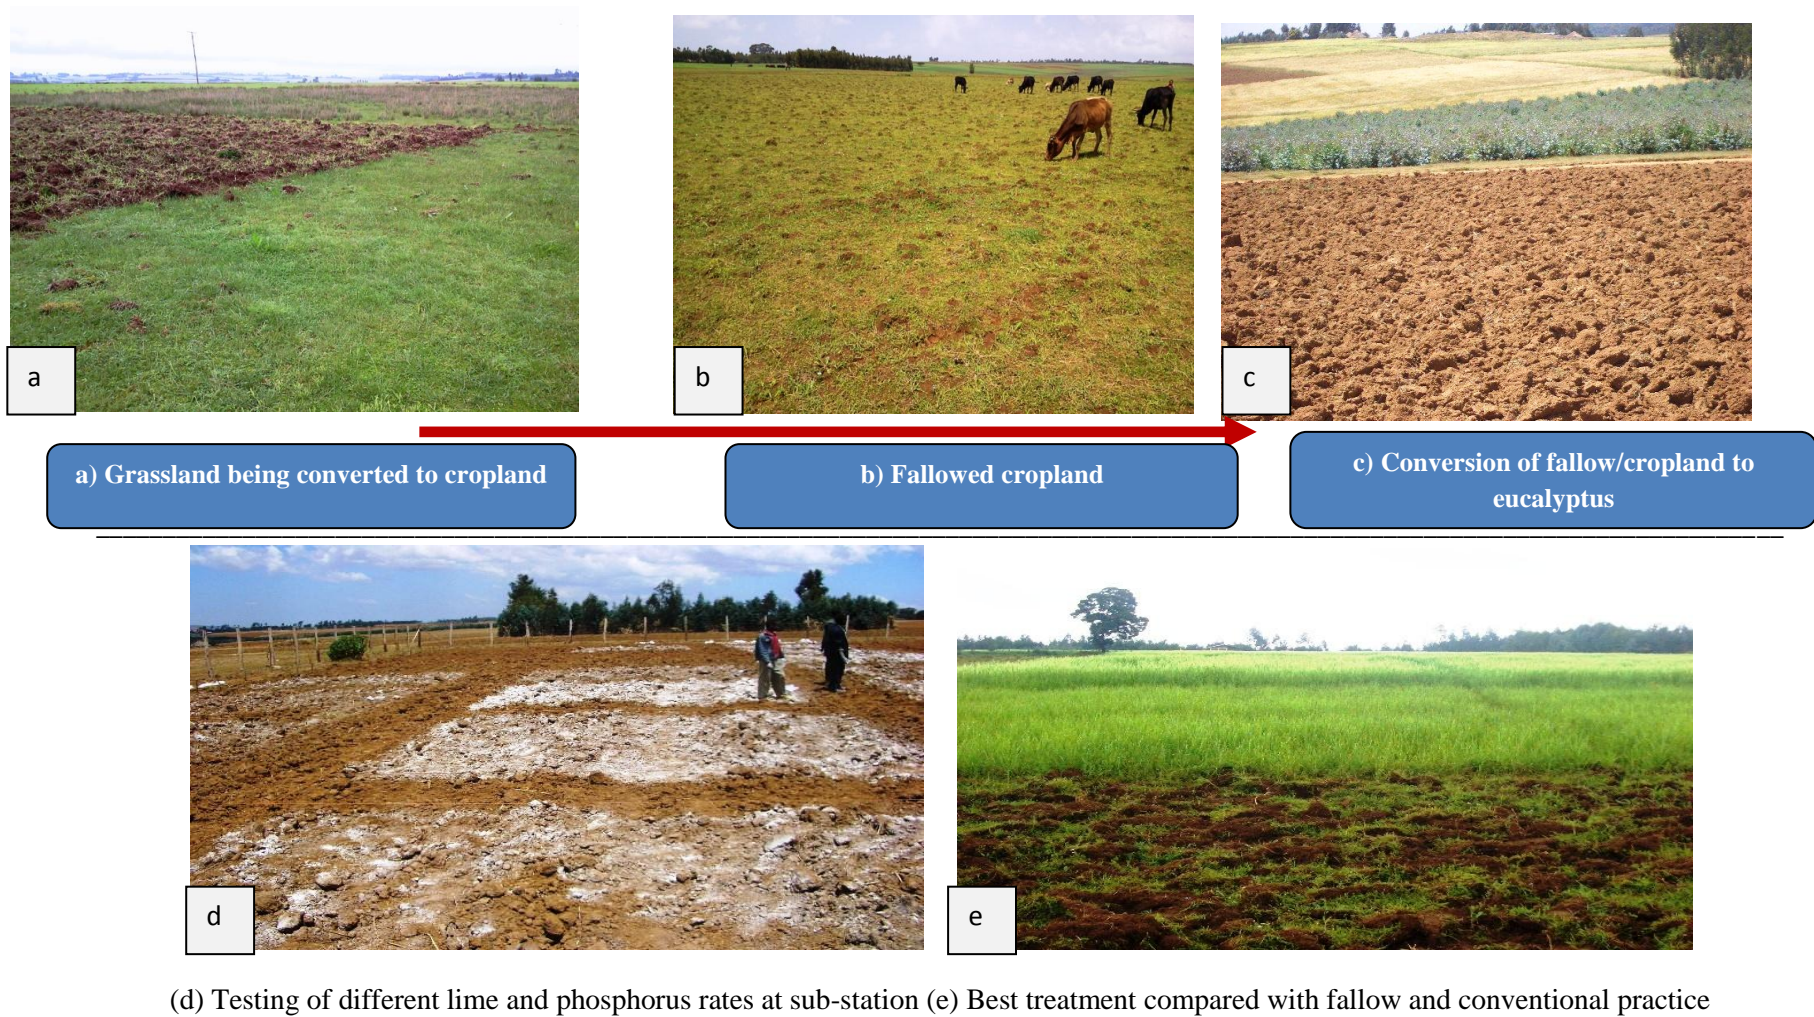 a
b
c
a) Grassland being converted to cropland
b) Fallowed cropland
c) Conversion of fallow/cropland to
eucalyptus
d
e
(d) Testing of different lime and phosphorus rates at sub-station (e) Best treatment compared with fallow and conventional practice